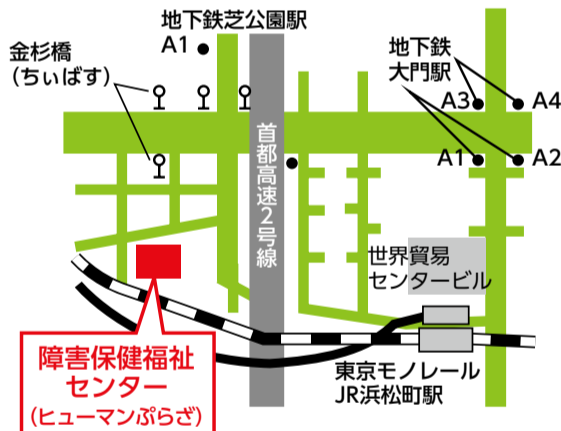 地下鉄芝公園駅
A1
金杉橋
（ちぃばす）
地下鉄
大門駅
A3
A4
A1
A2
首都高速2号線
世界貿易
センタービル
障害保健福祉
センター
（ヒューマンぷらざ）
東京モノレール
JR浜松町駅